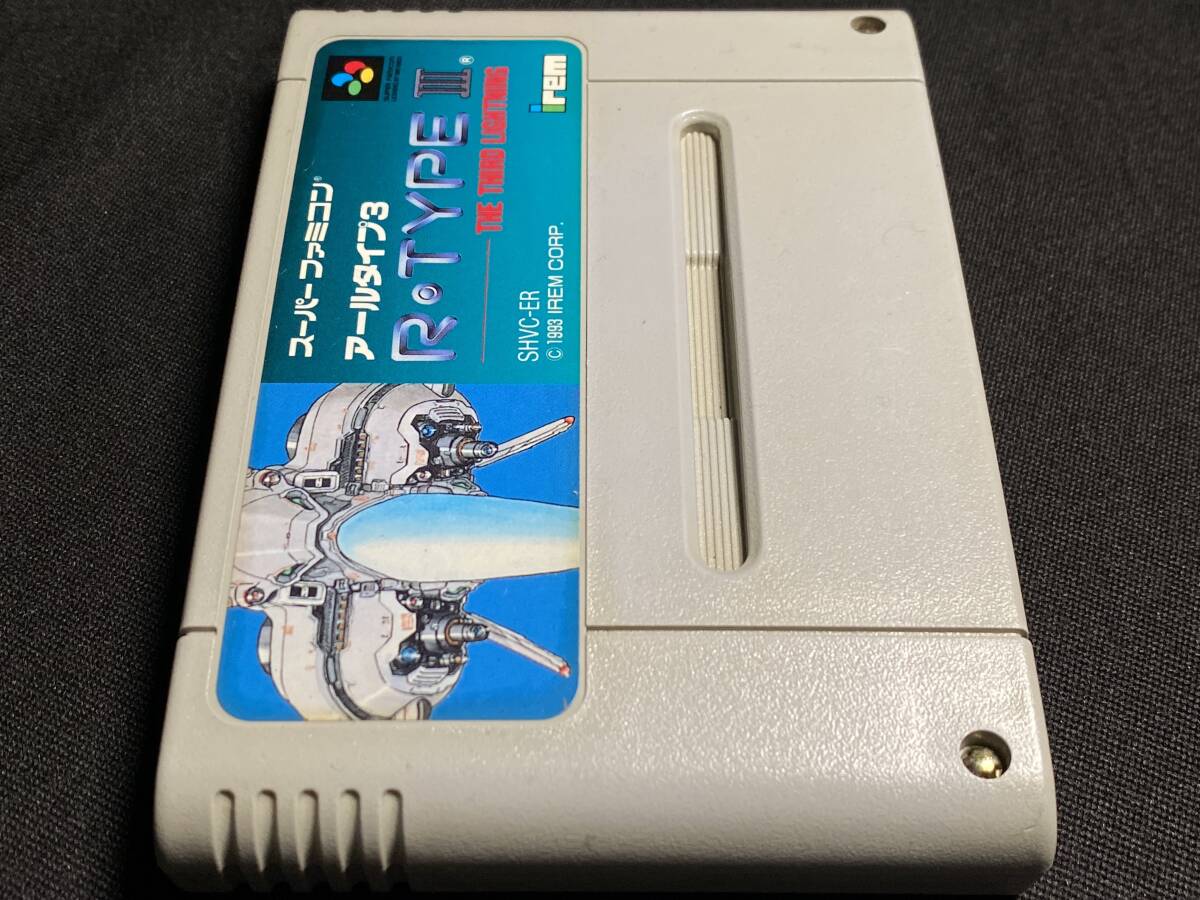 スーパーファミコン®
アールタイプ3
R・TYPE III®
THE THIRD LIGHTNING
SHVC-ER
© 1993 IREM CORP.
irem